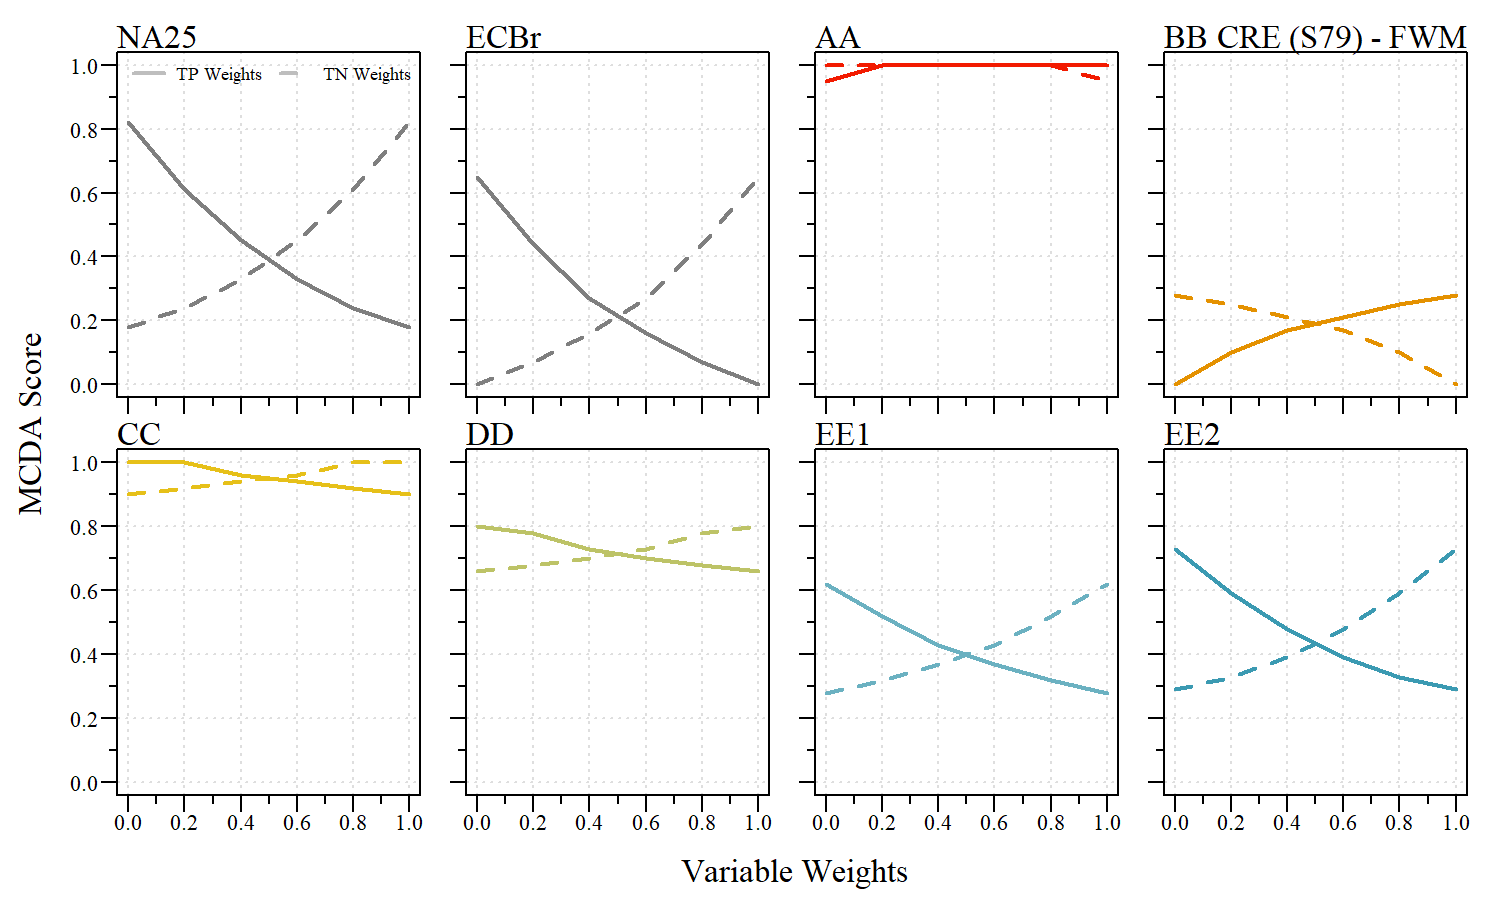 NA25
ECBr
AA
BB CRE (S79) - FWM
TP Weights TN Weights
1.0
0.8
0.6
0.4
0.2
0.0
MCDA Score
CC
DD
EE1
EE2
1.0
0.8
0.6
0.4
0.2
0.0
0.0 0.2 0.4 0.6 0.8 1.0
0.0 0.2 0.4 0.6 0.8 1.0
0.0 0.2 0.4 0.6 0.8 1.0
0.0 0.2 0.4 0.6 0.8 1.0
Variable Weights